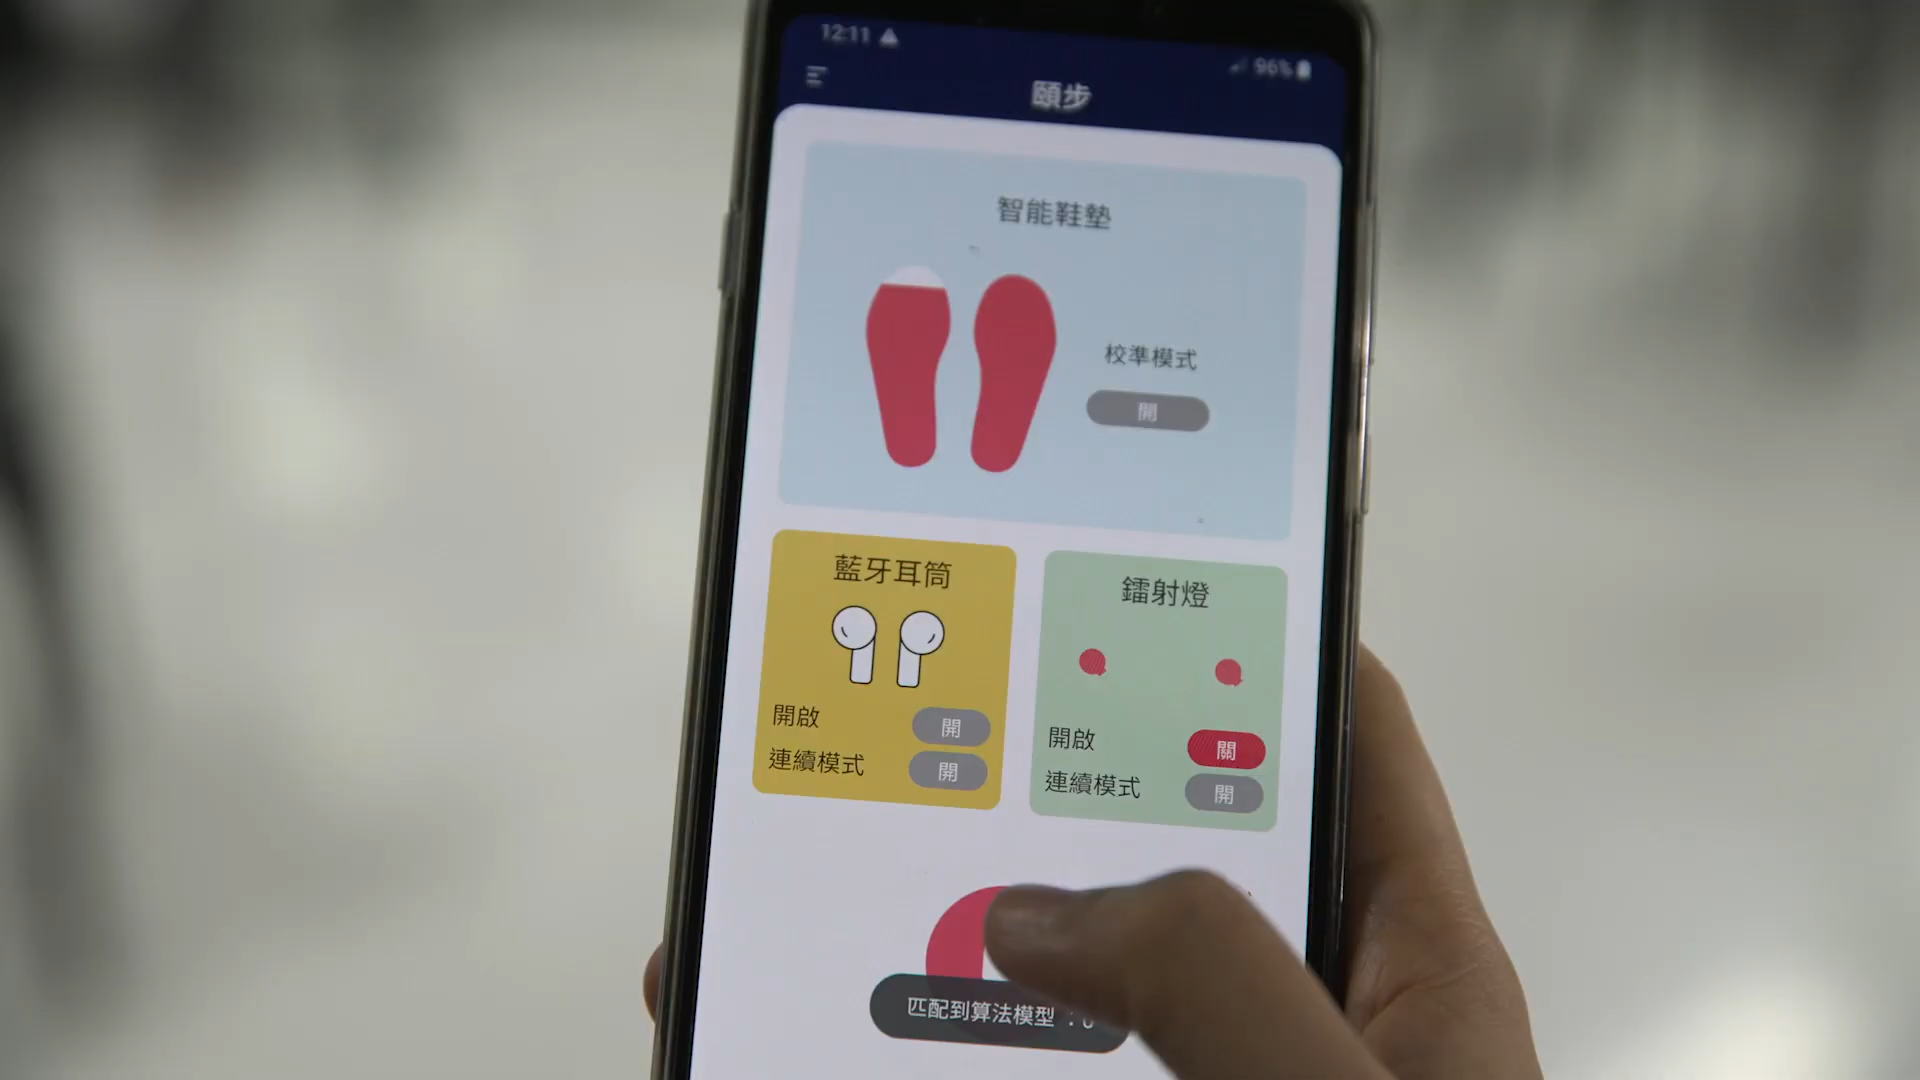 12:11
96%
頤步
智能鞋墊
校準模式
開
藍牙耳筒
開啟
開
連續模式
開
鐳射燈
開啟
關
連續模式
開
匹配到算法模型 :